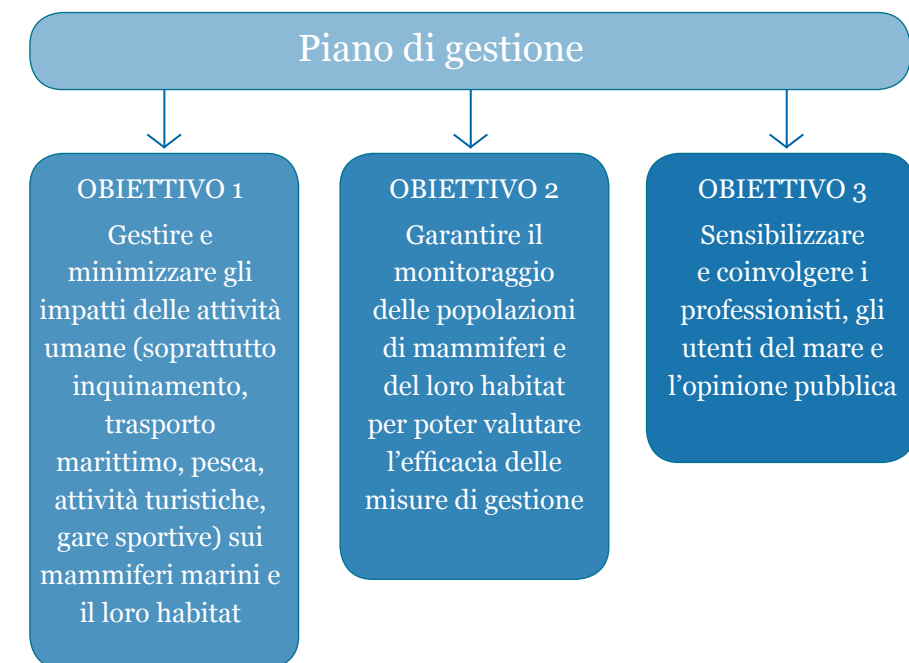 Piano di gestione
OBIETTIVO 1
Gestire e
minimizzare gli
impatti delle attività
umane (soprattutto
inquinamento,
trasporto
marittimo, pesca,
attività turistiche,
gare sportive) sui
mammiferi marini e
il loro habitat
OBIETTIVO 2
Garantire il
monitoraggio
delle popolazioni
di mammiferi e
del loro habitat
per poter valutare
l’efficacia delle
misure di gestione
OBIETTIVO 3
Sensibilizzare
e coinvolgere i
professionisti, gli
utenti del mare e
l’opinione pubblica